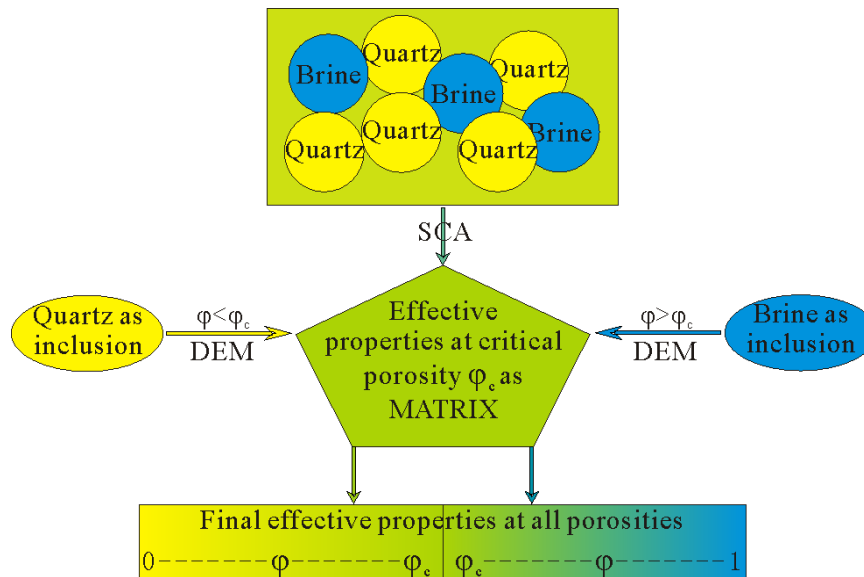 Quartz
Quartz
Brine
Brine
Quartz
Brine
Quartz
Quartz
SCA
Quartz as
inclusion
φ<φc
DEM
Effective
properties at critical
porosity φc as
MATRIX
φ>φc
DEM
Brine as
inclusion
Final effective properties at all porosities
0-------φ-------φc φc-------φ-------1